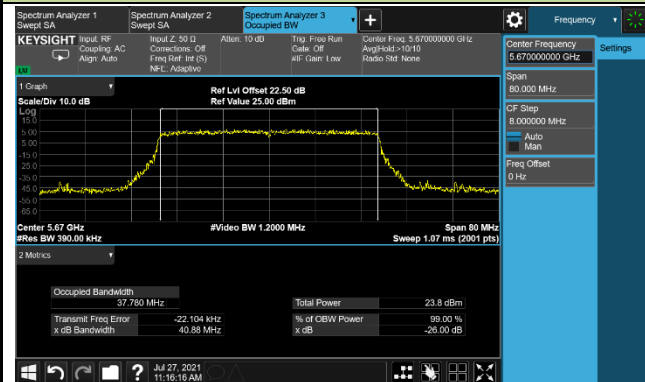 Spectrum Analyzer 1
Swept SA
Spectrum Analyzer 2
Swept SA
Spectrum Analyzer 3
Occupied BW
+
Frequency
KEYSIGHT
Input: RF
Coupling: AC
Align: Auto
Input Z: 50 Ω
Corrections: Off
Freq Ref: Int (S)
NFE: Adaptive
Atten: 10 dB
Trig: Free Run
Gate: Off
#IF Gain: Low
Center Freq: 5.670000000 GHz
Avg|Hold:>10/10
Radio Std: None
LXI
Center Frequency
5.670000000 GHz
Settings
Span
80.000 MHz
CF Step
8.000000 MHz
Auto
Man
Freq Offset
0 Hz
1 Graph
Scale/Div 10.0 dB
Ref Lvl Offset 22.50 dB
Ref Value 25.00 dBm
Log
15.0
5.00
-5.00
-15.0
-25.0
-35.0
-45.0
-55.0
-65.0
Center 5.67 GHz
#Res BW 390.00 kHz
#Video BW 1.2000 MHz
Span 80 MHz
Sweep 1.07 ms (2001 pts)
2 Metrics
Occupied Bandwidth
37.780 MHz
Total Power 23.8 dBm
Transmit Freq Error -22.104 kHz
% of OBW Power 99.00 %
x dB Bandwidth 40.88 MHz
x dB -26.00 dB
?
Jul 27, 2021
11:16:16 AM